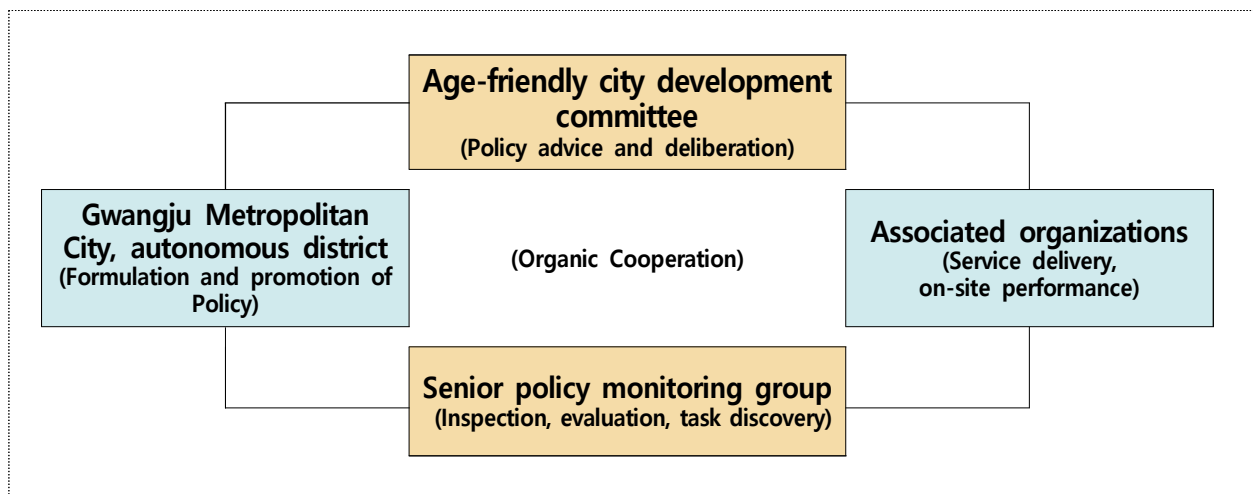 Age-friendly city development
committee
(Policy advice and deliberation)
Gwangju Metropolitan
City, autonomous district
(Formulation and promotion of
Policy)
(Organic Cooperation)
Associated organizations
(Service delivery,
on-site performance)
Senior policy monitoring group
(Inspection, evaluation, task discovery)